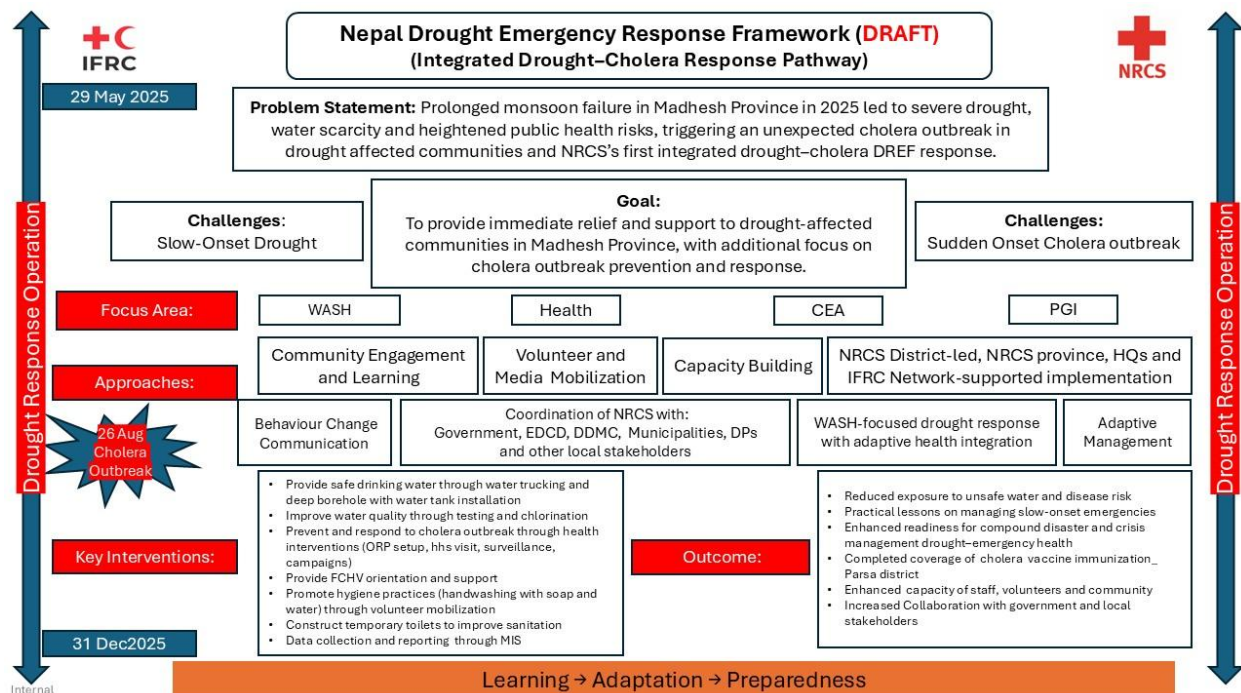 IFRC
Nepal Drought Emergency Response Framework (DRAFT)
(Integrated Drought–Cholera Response Pathway)
NRCS
29 May 2025
Problem Statement: Prolonged monsoon failure in Madhesh Province in 2025 led to severe drought,
water scarcity and heightened public health risks, triggering an unexpected cholera outbreak in
drought affected communities and NRCS's first integrated drought–cholera DREF response.
Challenges:
Slow-Onset Drought
Goal:
To provide immediate relief and support to drought-affected
communities in Madhesh Province, with additional focus on
cholera outbreak prevention and response.
Challenges:
Sudden Onset Cholera outbreak
Drought Response Operation
Drought Response Operation
Focus Area:
WASH
Health
CEA
PGI
Approaches:
Community Engagement
and Learning
Volunteer and
Media Mobilization
Capacity Building
NRCS District-led, NRCS province, HQs and
IFRC Network-supported implementation
26 Aug
Cholera
Outbreak
Behaviour Change
Communication
Coordination of NRCS with:
Government, EDCD, DDMC, Municipalities, DPs
and other local stakeholders
WASH-focused drought response
with adaptive health integration
Adaptive
Management
Key Interventions:
• Provide safe drinking water through water trucking and
deep borehole with water tank installation
• Improve water quality through testing and chlorination
• Prevent and respond to cholera outbreak through health
interventions (ORP setup, hhs visit, surveillance,
campaigns)
• Provide FCHV orientation and support
• Promote hygiene practices (handwashing with soap and
water) through volunteer mobilization
• Construct temporary toilets to improve sanitation
• Data collection and reporting through MIS
Outcome:
• Reduced exposure to unsafe water and disease risk
• Practical lessons on managing slow-onset emergencies
• Enhanced readiness for compound disaster and crisis
management drought–emergency health
• Completed coverage of cholera vaccine immunization_
Parsa district
• Enhanced capacity of staff, volunteers and community
• Increased Collaboration with government and local
stakeholders
31 Dec2025
Learning → Adaptation → Preparedness
Internal